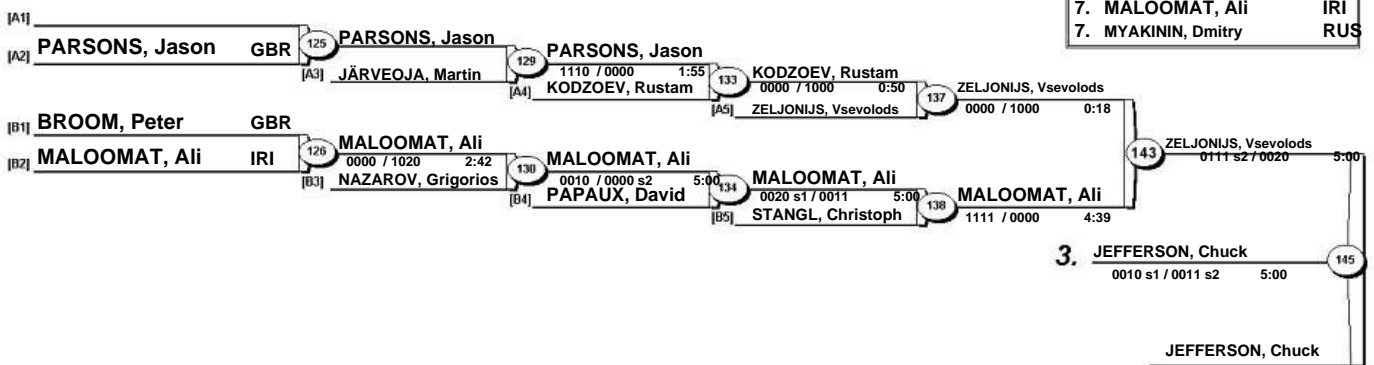 7. MALOOMAT, Ali IRI
7. MYAKININ, Dmitry RUS
[A1]
[A2] PARSONS, Jason GBR
125
PARSONS, Jason
[A3] JÄRVEOJA, Martin
129
PARSONS, Jason
1110 / 0000 1:55
[A4] KODZOEV, Rustam
133
KODZOEV, Rustam
0000 / 1000 0:50
[A5] ZELJONIJS, Vsevolods
137
ZELJONIJS, Vsevolods
0000 / 1000 0:18
[B1] BROOM, Peter GBR
[B2] MALOOMAT, Ali IRI
126
MALOOMAT, Ali
0000 / 1020 2:42
[B3] NAZAROV, Grigorios
130
MALOOMAT, Ali
0010 / 0000 s2 5:00
[B4] PAPAUX, David
134
MALOOMAT, Ali
0020 s1 / 0011 5:00
[B5] STANGL, Christoph
138
MALOOMAT, Ali
1111 / 0000 4:39
143
ZELJONIJS, Vsevolods
0111 s2 / 0020 5:00
3. JEFFERSON, Chuck
0010 s1 / 0011 s2 5:00
145
JEFFERSON, Chuck